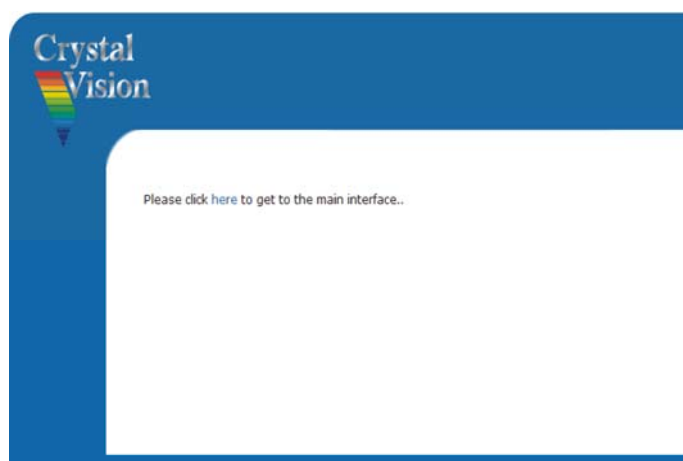 Crystal
Vision
Please click here to get to the main interface..